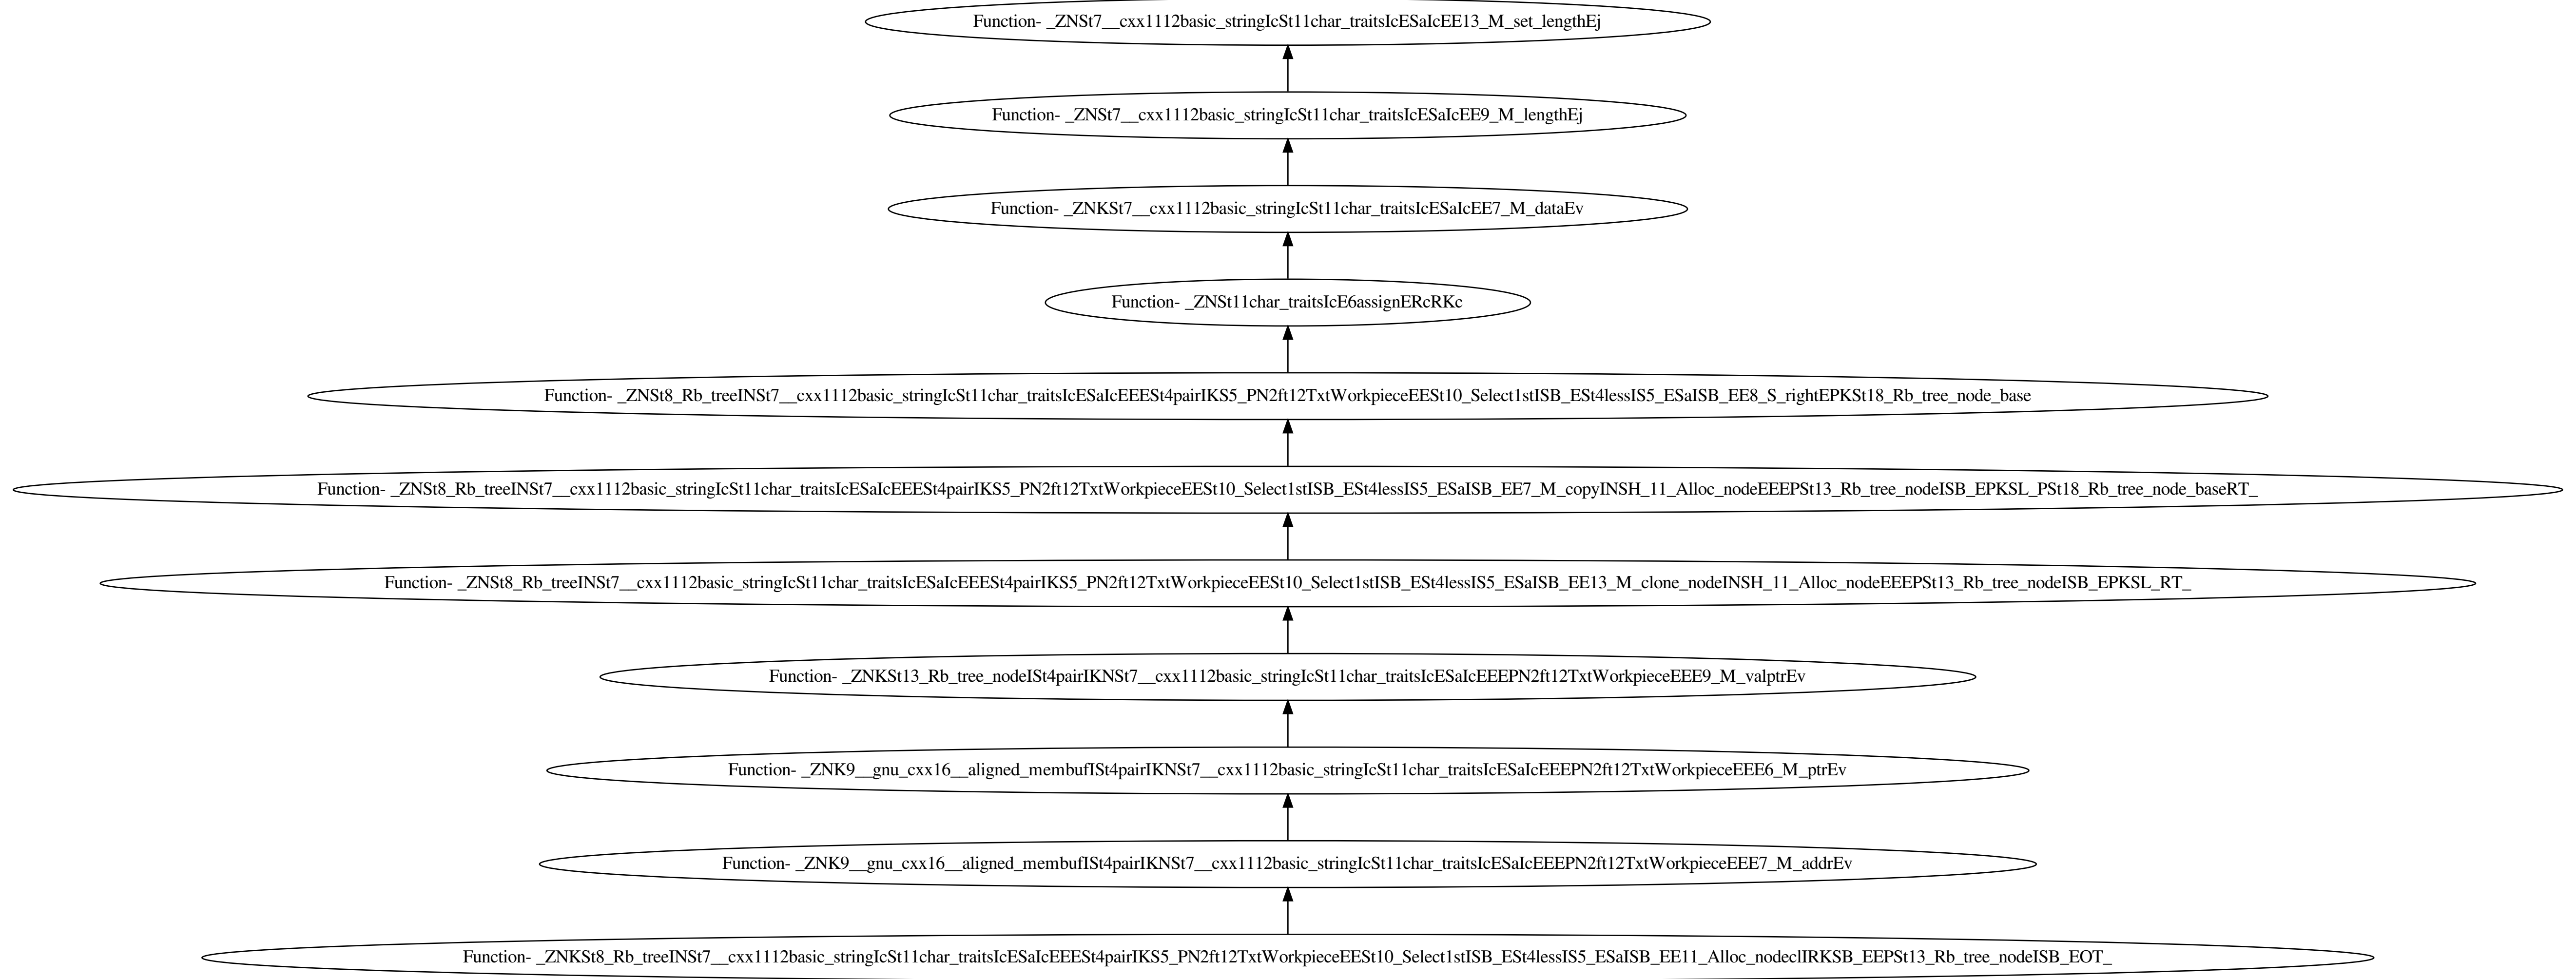 Function- _ZNSt7__cxx1112basic_stringIcSt11char_traitsIcESaIcEE13_M_set_lengthEj
Function- _ZNSt7__cxx1112basic_stringIcSt11char_traitsIcESaIcEE9_M_lengthEj
Function- _ZNKSt7__cxx1112basic_stringIcSt11char_traitsIcESaIcEE7_M_dataEv
Function- _ZNSt11char_traitsIcE6assignERcRKc
Function- _ZNSt8_Rb_treeINSt7__cxx1112basic_stringIcSt11char_traitsIcESaIcEEESt4pairIKS5_PN2ft12TxtWorkpieceEESt10_Select1stISB_ESt4lessIS5_ESaISB_EE8_S_rightEPKSt18_Rb_tree_node_base
Function- _ZNSt8_Rb_treeINSt7__cxx1112basic_stringIcSt11char_traitsIcESaIcEEESt4pairIKS5_PN2ft12TxtWorkpieceEESt10_Select1stISB_ESt4lessIS5_ESaISB_EE7_M_copyINSH_11_Alloc_nodeEEEPSt13_Rb_tree_nodeISB_EPKSL_PSt18_Rb_tree_node_baseRT_
Function- _ZNSt8_Rb_treeINSt7__cxx1112basic_stringIcSt11char_traitsIcESaIcEEESt4pairIKS5_PN2ft12TxtWorkpieceEESt10_Select1stISB_ESt4lessIS5_ESaISB_EE13_M_clone_nodeINSH_11_Alloc_nodeEEEPSt13_Rb_tree_nodeISB_EPKSL_RT_
Function- _ZNKSt13_Rb_tree_nodeISt4pairIKNSt7__cxx1112basic_stringIcSt11char_traitsIcESaIcEEEPN2ft12TxtWorkpieceEEE9_M_valptrEv
Function- _ZNK9__gnu_cxx16__aligned_membufISt4pairIKNSt7__cxx1112basic_stringIcSt11char_traitsIcESaIcEEEPN2ft12TxtWorkpieceEEE6_M_ptrEv
Function- _ZNK9__gnu_cxx16__aligned_membufISt4pairIKNSt7__cxx1112basic_stringIcSt11char_traitsIcESaIcEEEPN2ft12TxtWorkpieceEEE7_M_addrEv
Function- _ZNKSt8_Rb_treeINSt7__cxx1112basic_stringIcSt11char_traitsIcESaIcEEESt4pairIKS5_PN2ft12TxtWorkpieceEESt10_Select1stISB_ESt4lessIS5_ESaISB_EE11_Alloc_nodeclIRKSB_EEPSt13_Rb_tree_nodeISB_EOT_